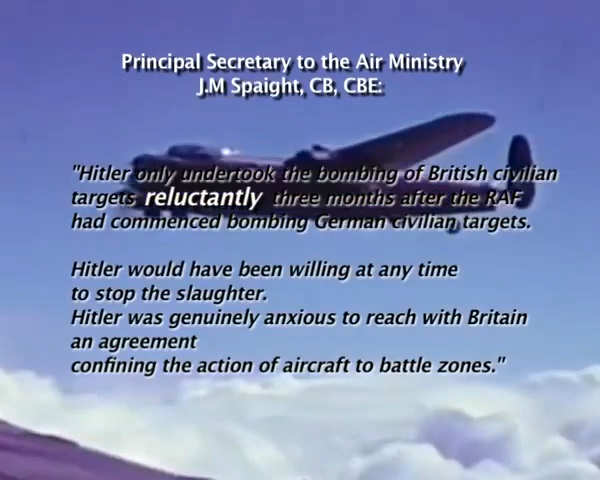 Principal Secretary to the Air Ministry
J.M Spaight, CB, CBE:
"Hitler only undertook the bombing of British civilian
targets reluctantly three months after the RAF
had commenced bombing German civilian targets.
Hitler would have been willing at any time
to stop the slaughter.
Hitler was genuinely anxious to reach with Britain
an agreement
confining the action of aircraft to battle zones."